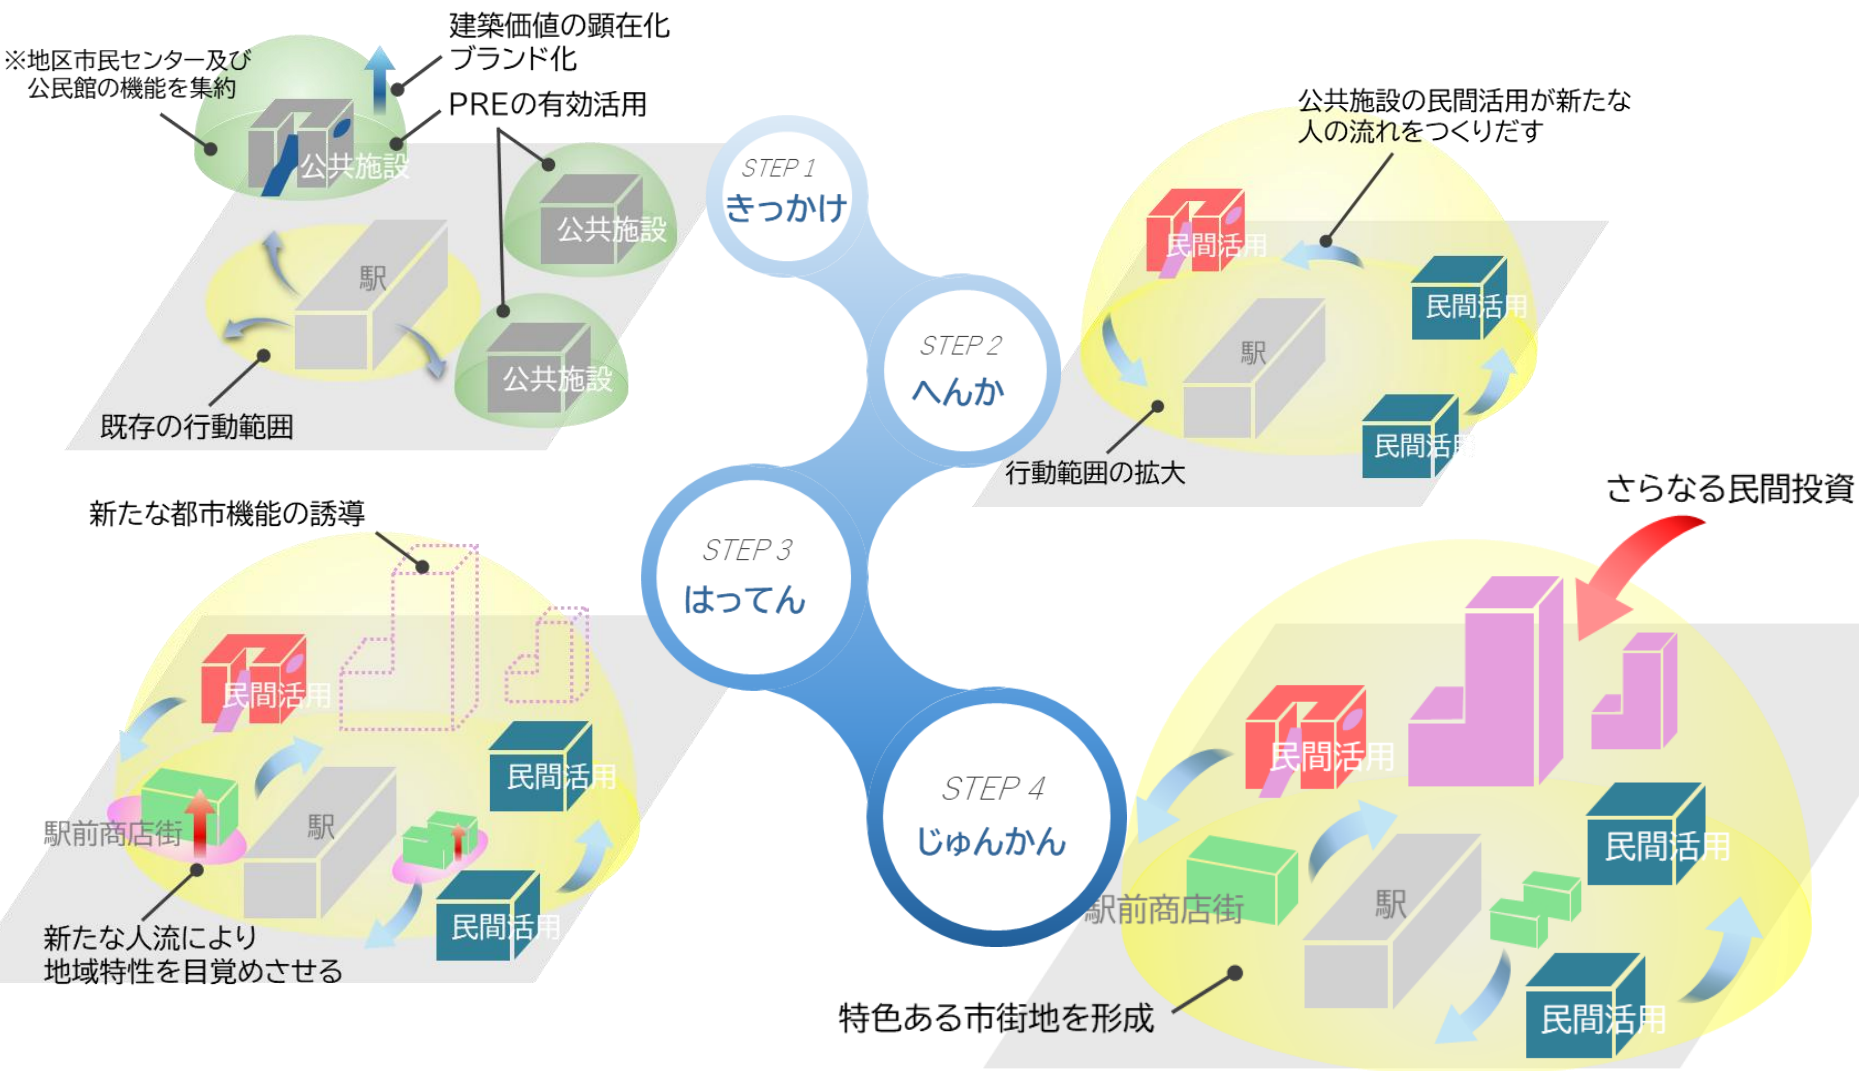 建築価値の顕在化
ブランド化
※地区市民センター及び
公民館の機能を集約
PREの有効活用
公共施設
公共施設
公共施設
駅
既存の行動範囲
STEP 1
きっかけ
公共施設の民間活用が新たな
人の流れをつくりだす
民間活用
民間活用
民間活用
駅
行動範囲の拡大
STEP 2
へんか
新たな都市機能の誘導
民間活用
民間活用
民間活用
駅前商店街
駅
新たな人流により
地域特性を目覚めさせる
STEP 3
はってん
さらなる民間投資
民間活用
民間活用
民間活用
駅前商店街
駅
特色ある市街地を形成
STEP 4
じゅんかん